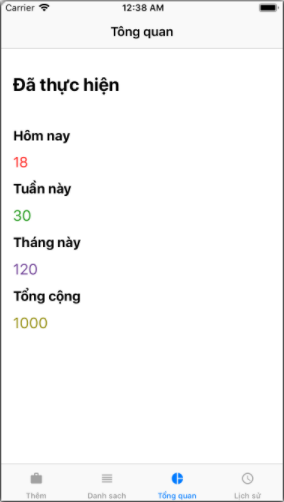 Carrier 12:38 AM
Tông quan
Đã thực hiện
Hôm nay
18
Tuần này
30
Tháng này
120
Tổng cộng
1000
Thêm Danh sach Tổng quan Lịch sử